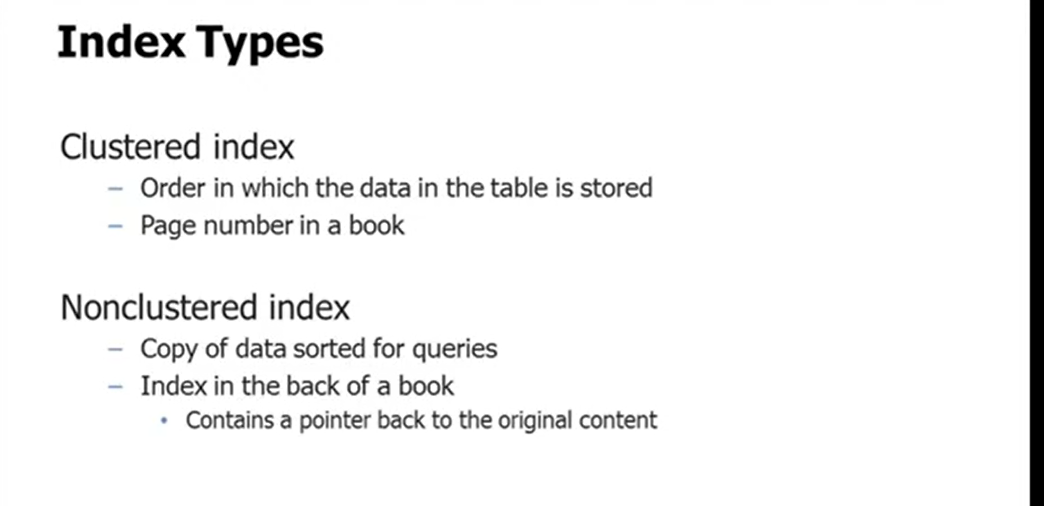 Index Types
Clustered index
– Order in which the data in the table is stored
– Page number in a book
Nonclustered index
– Copy of data sorted for queries
– Index in the back of a book
• Contains a pointer back to the original content